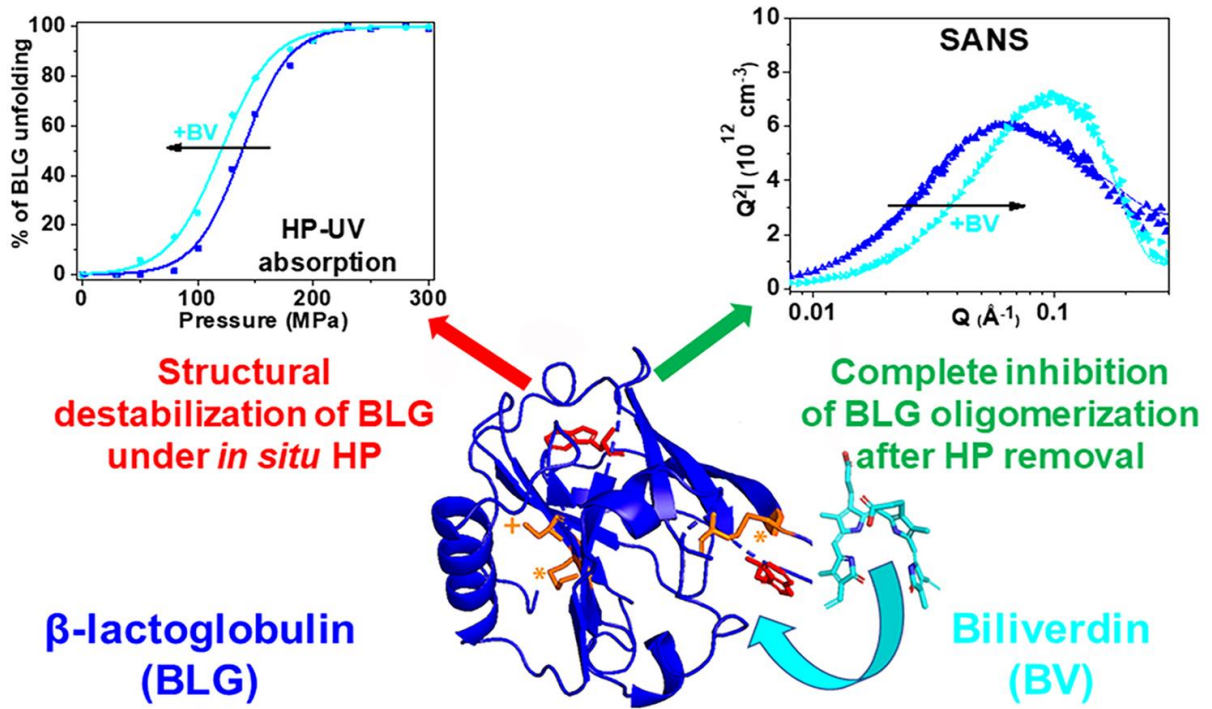 100
80
60
40
20
0
% of BLG unfolding
+BV
HP-UV
absorption
0
100
200
300
Pressure (MPa)
10
8
6
4
2
0
Q²I (10¹² cm⁻³)
SANS
+BV
0.01
0.1
Q (Å⁻¹)
Structural
destabilization of BLG
under in situ HP
Complete inhibition
of BLG oligomerization
after HP removal
+
*
*
β-lactoglobulin
(BLG)
Biliverdin
(BV)